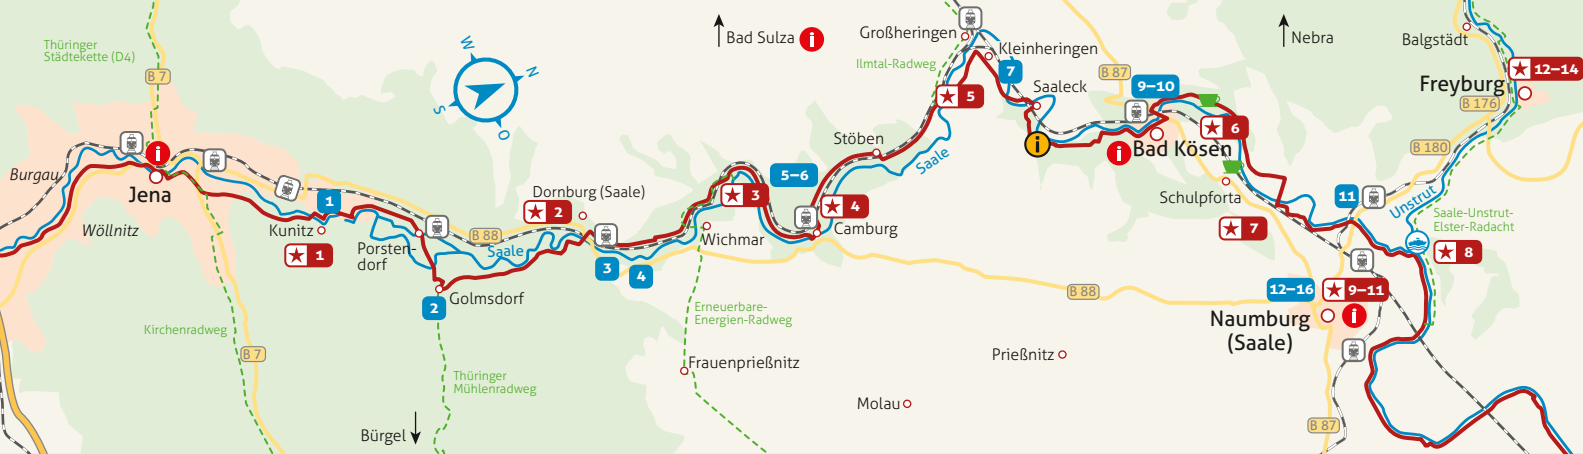 Thüringer
Städtekette (D4)
B 7
Burgau
Jena
i
Wöllnitz
Kunitz
1
1
Kirchenradweg
B 7
W
N
S
O
Porsten-
dorf
B 88
Saale
Golmsdorf
2
Thüringer
Mühlenradweg
Bürgel
Dornburg (Saale)
2
3
4
Wichmar
3
5–6
Erneuerbare-
Energien-Radweg
Frauenprießnitz
Bad Sulza
i
Stöben
4
Camburg
Saale
Großheringen
Ilmtal-Radweg
5
Kleinheringen
7
Saaleck
i
B 87
9–10
i
Bad Kösen
6
Schulpforta
7
B 88
Prießnitz
Molau
Nebra
Balgstädt
Freyburg
12–14
B 176
B 180
11
Unstrut
Saale-Unstrut-
Elster-Radacht
8
12–16
9–11
Naumburg
(Saale)
i
B 87